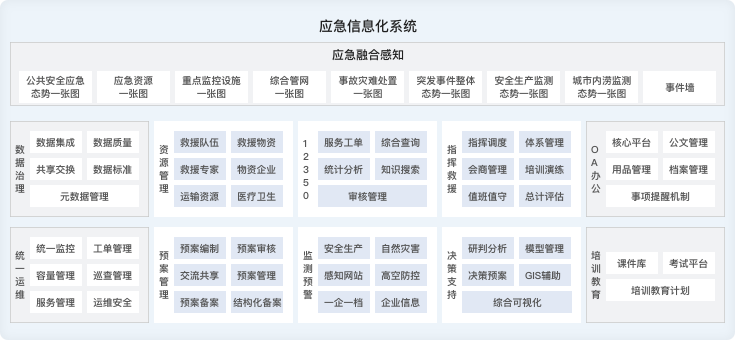 应急信息化系统
应急融合感知
公共安全应急
态势一张图
应急资源
一张图
重点监控设施
一张图
综合管网
一张图
事故灾难处置
一张图
突发事件整体
态势一张图
安全生产监测
态势一张图
城市内涝监测
态势一张图
事件墙
数据治理
数据集成
数据质量
共享交换
数据标准
元数据管理
资源管理
救援队伍
救援物资
救援专家
物资企业
运输资源
医疗卫生
12350
服务工单
综合查询
统计分析
知识搜索
审核管理
指挥救援
指挥调度
体系管理
会商管理
培训演练
值班值守
总计评估
OA办公
核心平台
公文管理
用品管理
档案管理
事项提醒机制
统一运维
统一监控
工单管理
容量管理
巡查管理
服务管理
运维安全
预案管理
预案编制
预案审核
交流共享
预案管理
预案备案
结构化备案
监测预警
安全生产
自然灾害
感知网站
高空防控
一企一档
企业信息
决策支持
研判分析
模型管理
决策预案
GIS辅助
综合可视化
培训教育
课件库
考试平台
培训教育计划